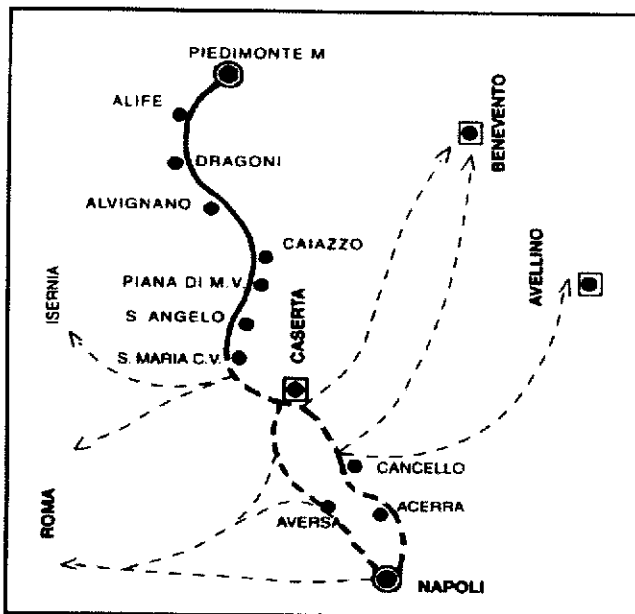 PIEDIMONTE M
ALIFE
DRAGONI
ALVIGNANO
CAIAZZO
PIANA DI M.V.
S. ANGELO
S. MARIA C.V.
CASERTA
BENEVENTO
AVELLINO
ISERNIA
ROMA
CANCELLO
ACERRA
AVERSA
NAPOLI